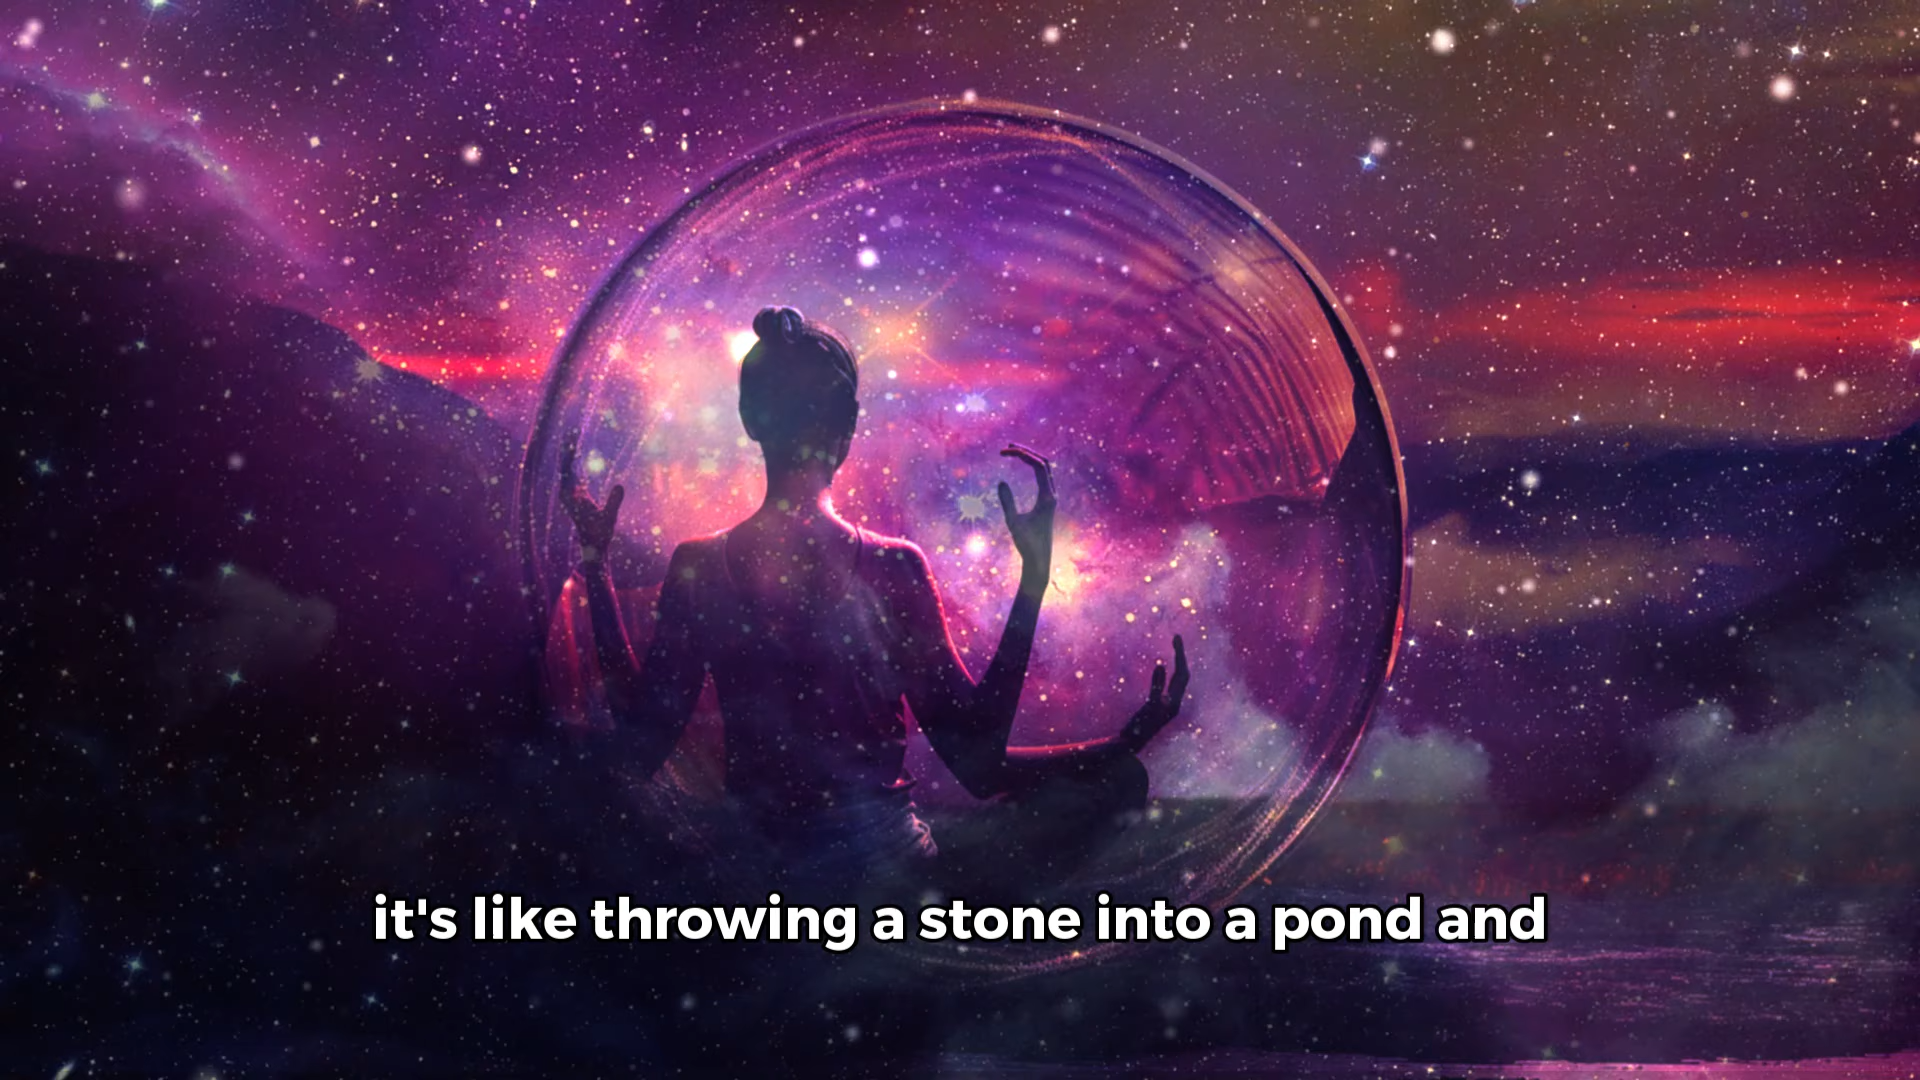 it's like throwing a stone into a pond and